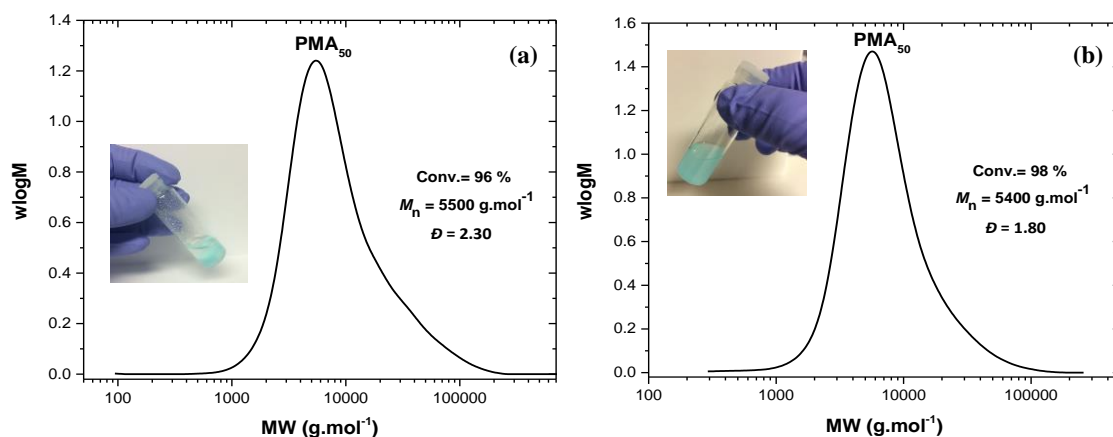 PMA50
(a)
1.2
1.0
0.8
0.6
0.4
0.2
0.0
wlogM
Conv.= 96 %
Mn = 5500 g.mol-1
Đ = 2.30
100
1000
10000
100000
MW (g.mol-1)
1.6
1.4
1.2
1.0
0.8
0.6
0.4
0.2
0.0
wlogM
PMA50
(b)
Conv.= 98 %
Mn = 5400 g.mol-1
Đ = 1.80
100
1000
10000
100000
MW (g.mol-1)